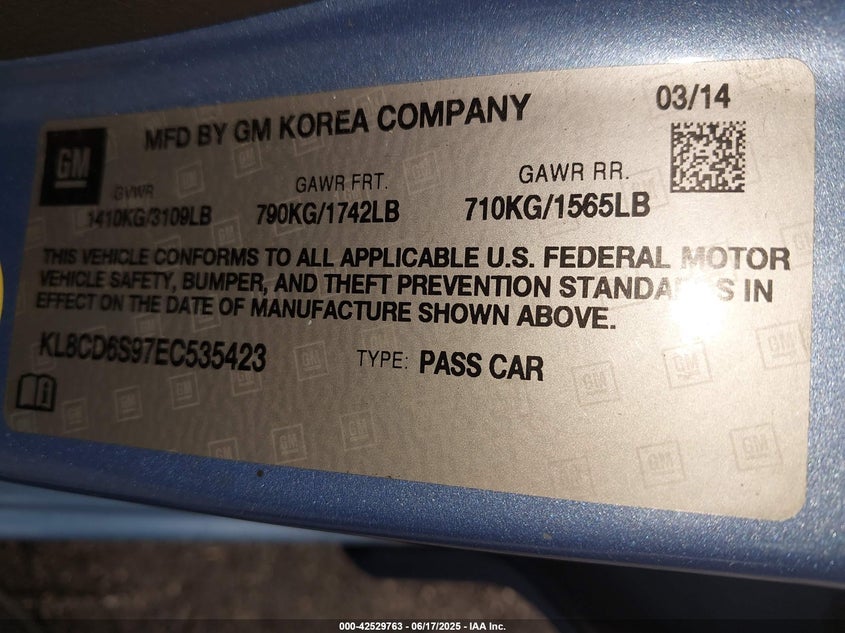 MFD BY GM KOREA COMPANY
03/14
GM
GVWR
1410KG/3109LB
GAWR FRT.
790KG/1742LB
GAWR RR.
710KG/1565LB
THIS VEHICLE CONFORMS TO ALL APPLICABLE U.S. FEDERAL MOTOR
VEHICLE SAFETY, BUMPER, AND THEFT PREVENTION STANDARDS IN
EFFECT ON THE DATE OF MANUFACTURE SHOWN ABOVE.
KL8CD6S97EC535423
TYPE: PASS CAR
000-42529763 - 06/17/2025 - IAA Inc.